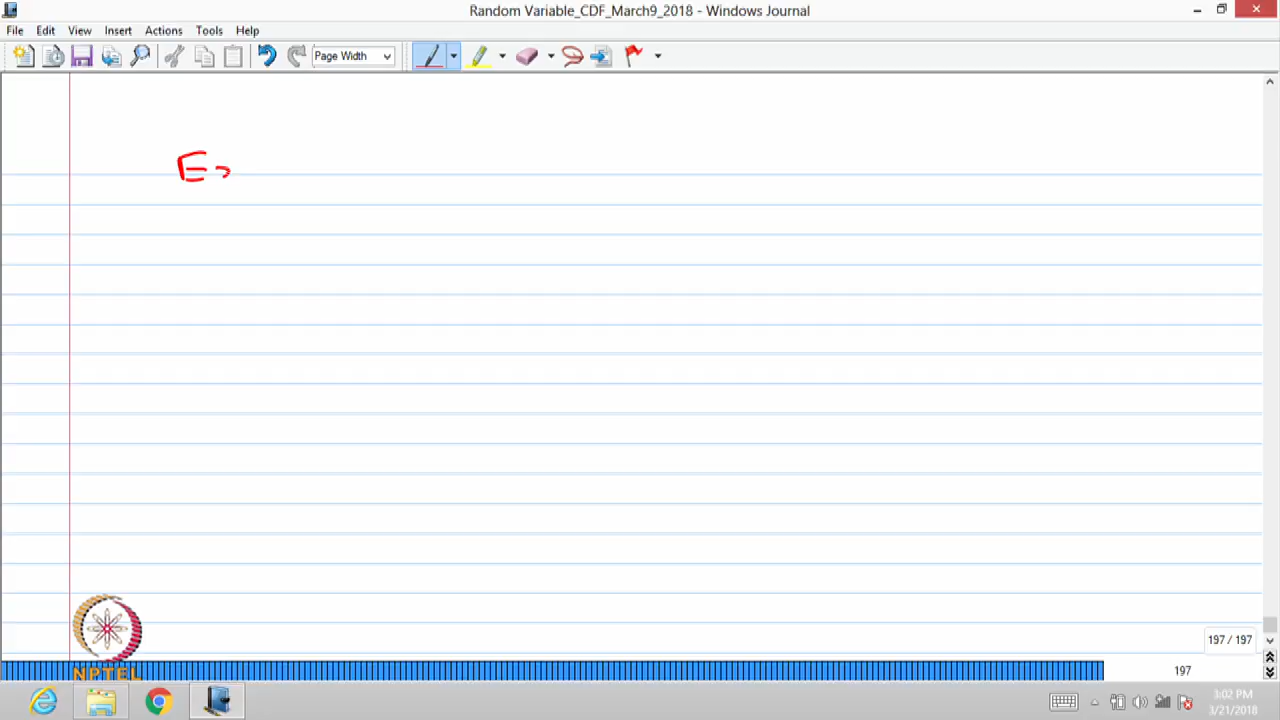 Random Variable_CDF_March9_2018 - Windows Journal
File Edit View Insert Actions Tools Help
Page Width
E
197 / 197
NPTEL
197
3:02 PM
3/21/2018